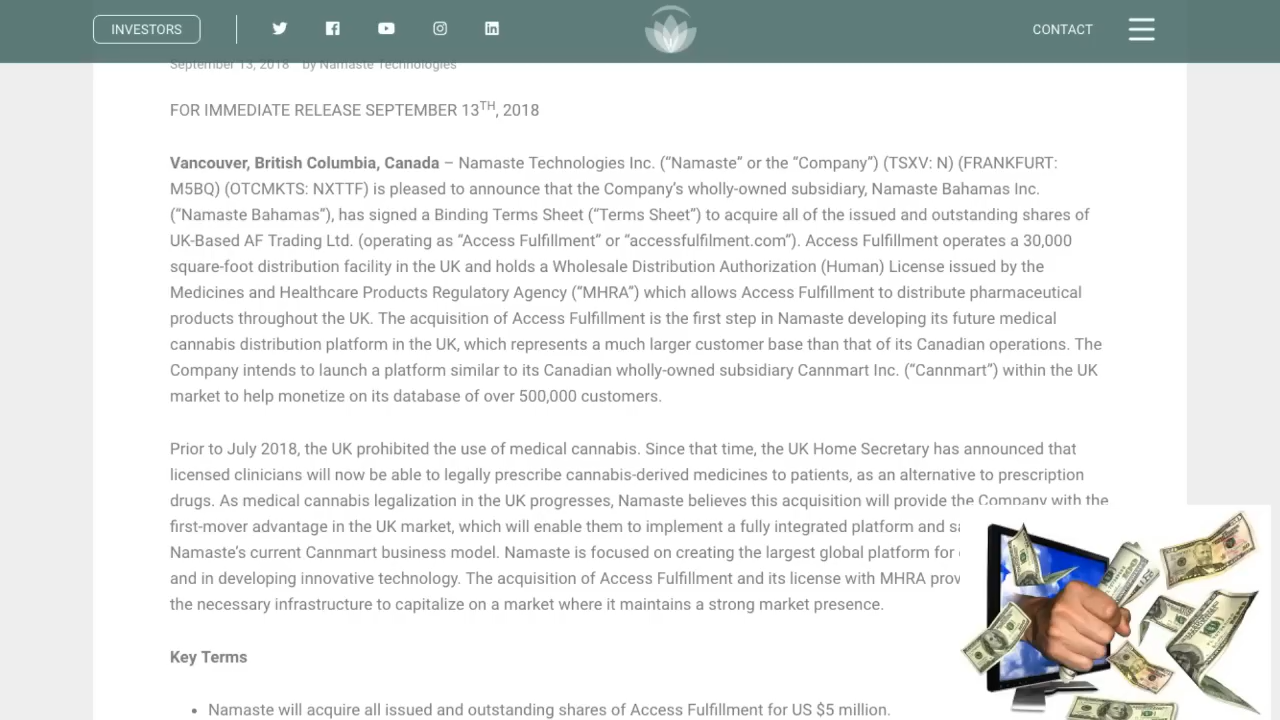 INVESTORS
CONTACT
September 13, 2018 by Namaste Technologies
FOR IMMEDIATE RELEASE SEPTEMBER 13TH, 2018
Vancouver, British Columbia, Canada – Namaste Technologies Inc. (“Namaste” or the “Company”) (TSXV: N) (FRANKFURT:
M5BQ) (OTCMKTS: NXTTF) is pleased to announce that the Company’s wholly-owned subsidiary, Namaste Bahamas Inc.
(“Namaste Bahamas”), has signed a Binding Terms Sheet (“Terms Sheet”) to acquire all of the issued and outstanding shares of
UK-Based AF Trading Ltd. (operating as “Access Fulfillment” or “accessfulfilment.com”). Access Fulfillment operates a 30,000
square-foot distribution facility in the UK and holds a Wholesale Distribution Authorization (Human) License issued by the
Medicines and Healthcare Products Regulatory Agency (“MHRA”) which allows Access Fulfillment to distribute pharmaceutical
products throughout the UK. The acquisition of Access Fulfillment is the first step in Namaste developing its future medical
cannabis distribution platform in the UK, which represents a much larger customer base than that of its Canadian operations. The
Company intends to launch a platform similar to its Canadian wholly-owned subsidiary Cannmart Inc. (“Cannmart”) within the UK
market to help monetize on its database of over 500,000 customers.
Prior to July 2018, the UK prohibited the use of medical cannabis. Since that time, the UK Home Secretary has announced that
licensed clinicians will now be able to legally prescribe cannabis-derived medicines to patients, as an alternative to prescription
drugs. As medical cannabis legalization in the UK progresses, Namaste believes this acquisition will provide the Company with the
first-mover advantage in the UK market, which will enable them to implement a fully integrated platform and
Namaste’s current Cannmart business model. Namaste is focused on creating the largest global platform for
and in developing innovative technology. The acquisition of Access Fulfillment and its license with MHRA
the necessary infrastructure to capitalize on a market where it maintains a strong market presence.
Key Terms
• Namaste will acquire all issued and outstanding shares of Access Fulfillment for US $5 million.